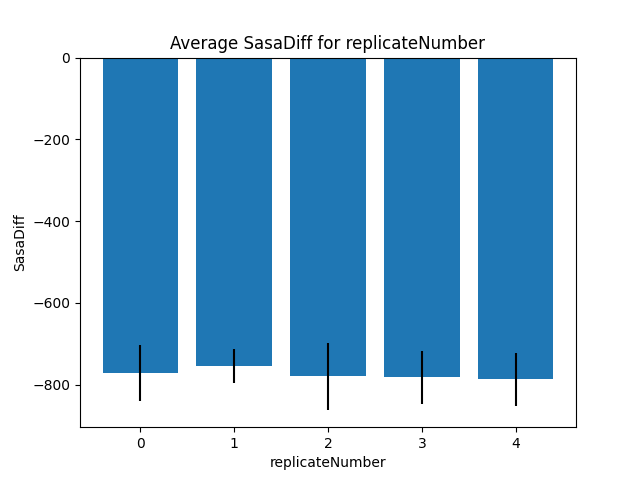 Average SasaDiff for replicateNumber
0
−200
−400
−600
−800
SasaDiff
0 1 2 3 4
replicateNumber